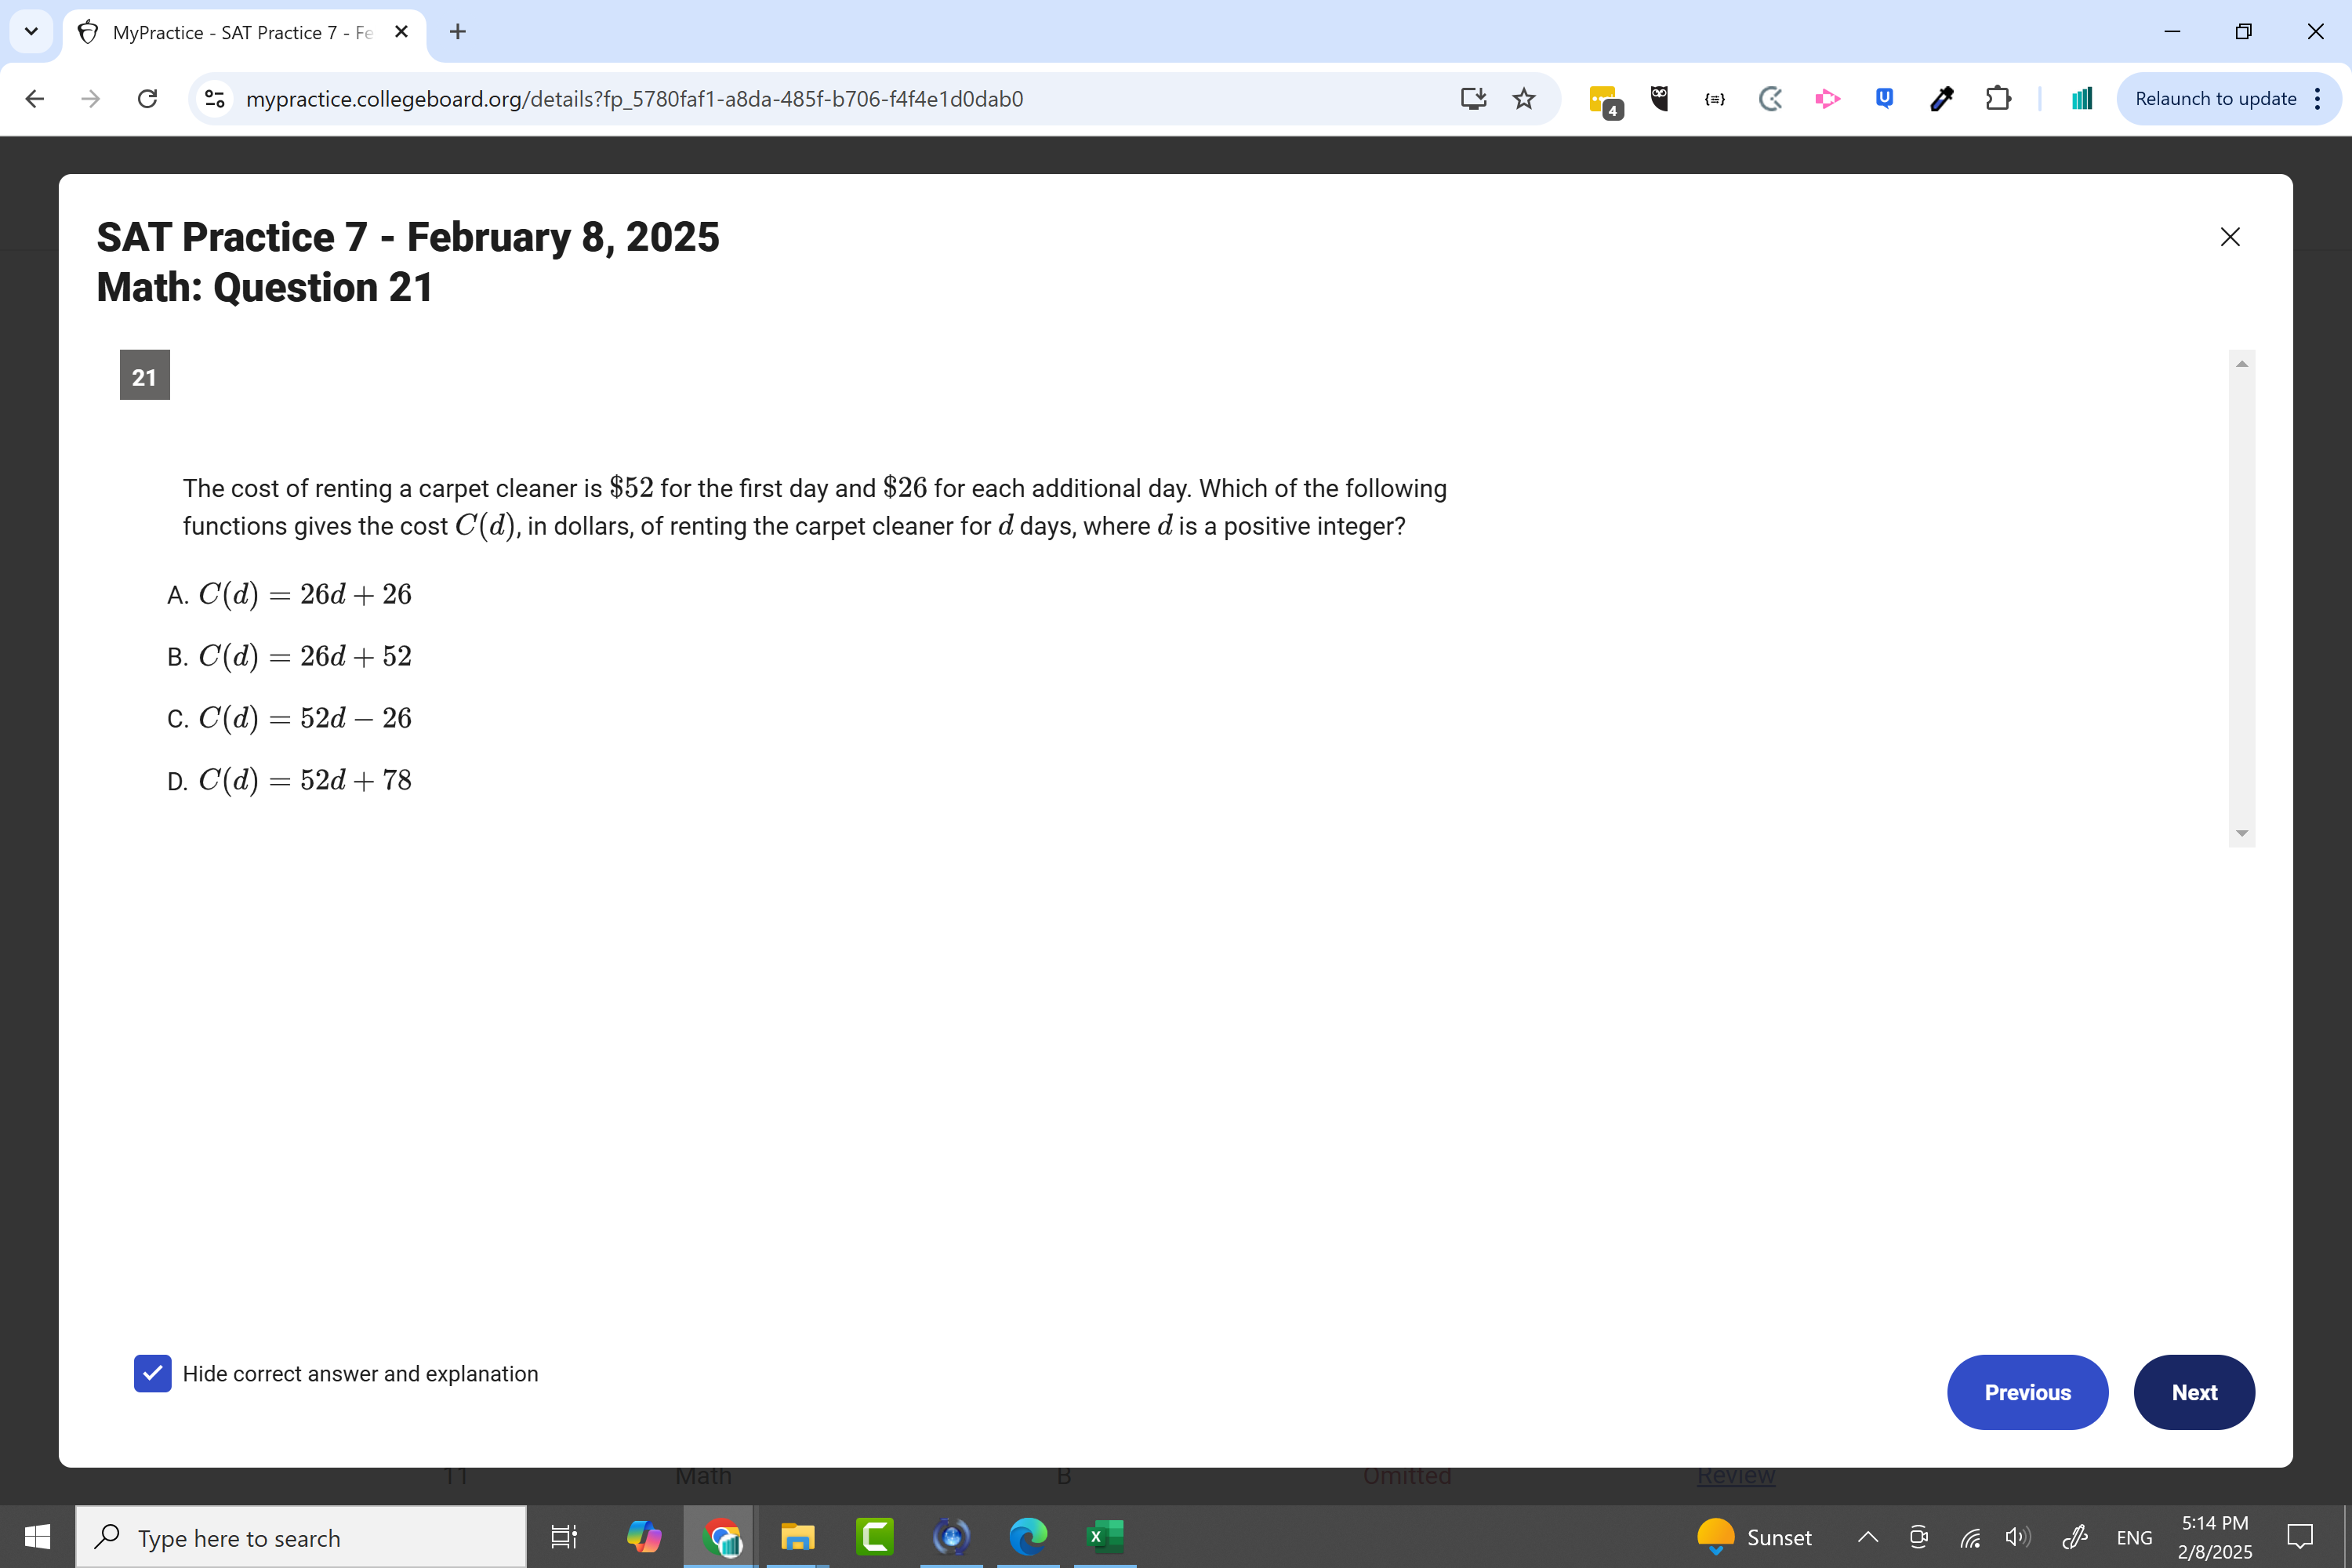 MyPractice - SAT Practice 7 - Fe
mypractice.collegeboard.org/details?fp_5780faf1-a8da-485f-b706-f4f4e1d0dab0
4
Relaunch to update
SAT Practice 7 - February 8, 2025
Math: Question 21
21
The cost of renting a carpet cleaner is $52 for the first day and $26 for each additional day. Which of the following
functions gives the cost C(d), in dollars, of renting the carpet cleaner for d days, where d is a positive integer?
A. C(d) = 26d + 26
B. C(d) = 26d + 52
C. C(d) = 52d − 26
D. C(d) = 52d + 78
Hide correct answer and explanation
Previous
Next
11 Math B Omitted Review
Type here to search
Sunset
ENG
5:14 PM
2/8/2025